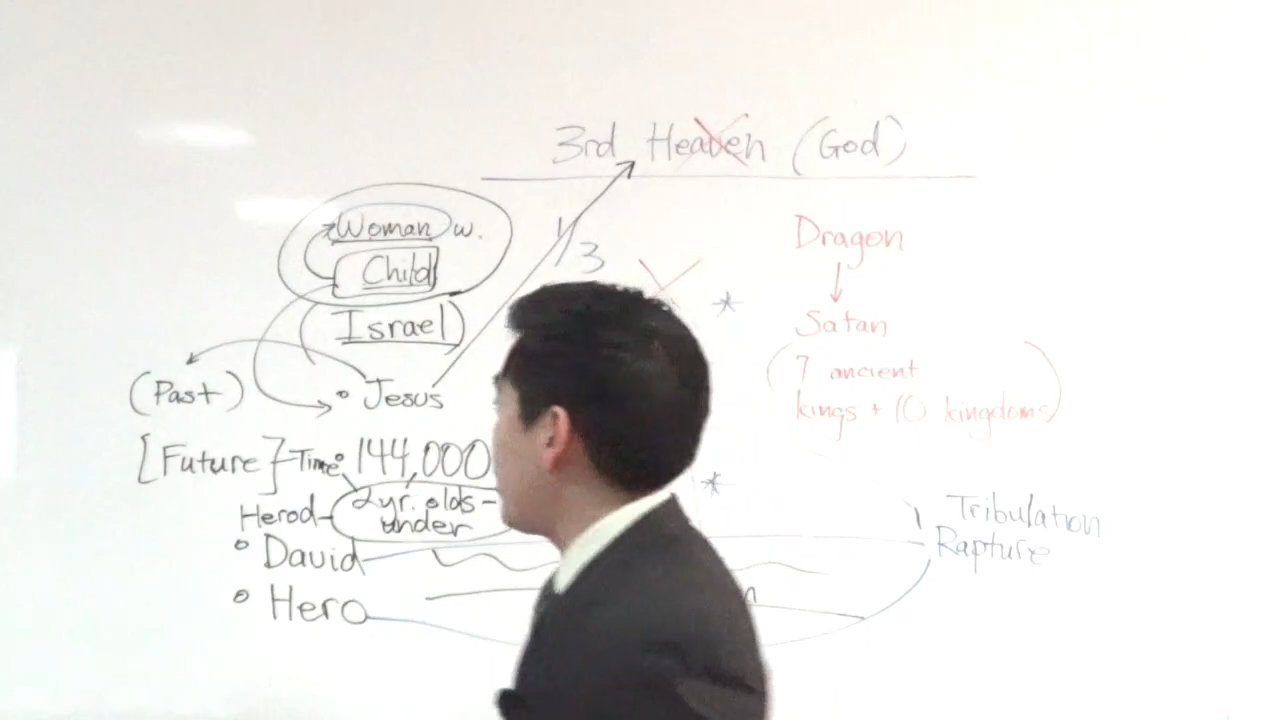 3rd Heaven (God)
Woman w.
Child
(Israel)
1/3
Dragon
Satan
(7 ancient
kings + 10 kingdoms)
(Past)
• Jesus
[Future] Time: 144,000
Herod - 2yr. olds -
under
• David
• Hero
Tribulation
Rapture